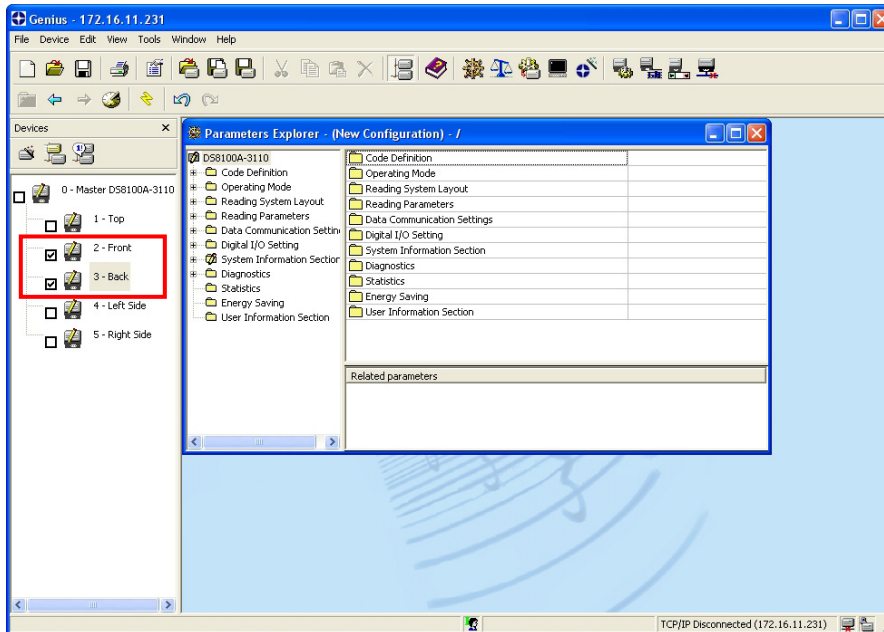 Genius - 172.16.11.231
File Device Edit View Tools Window Help
Devices
0 - Master DS8100A-3110
1 - Top
2 - Front
3 - Back
4 - Left Side
5 - Right Side
Parameters Explorer - (New Configuration) - /
DS8100A-3110
Code Definition
Operating Mode
Reading System Layout
Reading Parameters
Data Communication Settin
Digital I/O Setting
System Information Section
Diagnostics
Statistics
Energy Saving
User Information Section
Code Definition
Operating Mode
Reading System Layout
Reading Parameters
Data Communication Settings
Digital I/O Setting
System Information Section
Diagnostics
Statistics
Energy Saving
User Information Section
Related parameters
TCP/IP Disconnected (172.16.11.231)